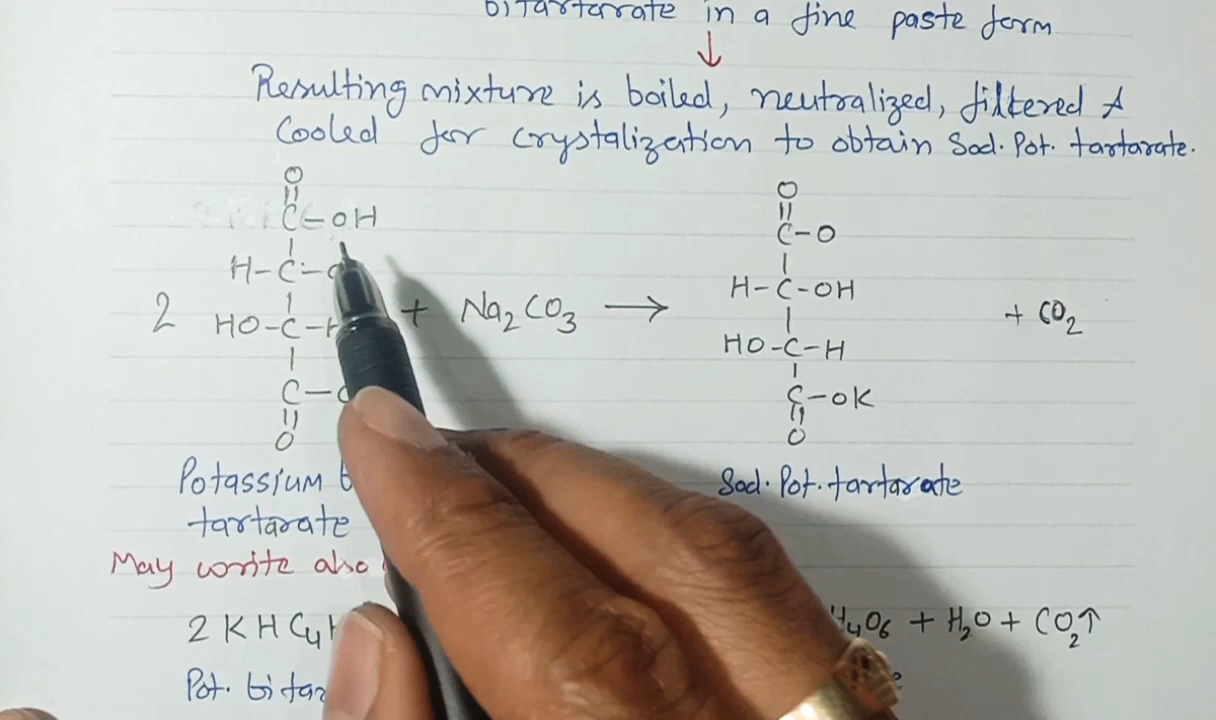 bitartarate in a fine paste form
↓
Resulting mixture is boiled, neutralized, filtered &
Cooled for crystalization to obtain Sod. Pot. tartarate.
O
||
C-OH
|
H-C-
|
2 HO-C-H + Na₂CO₃ →
|
C-
||
O
O
||
C-O
|
H-C-OH
|
HO-C-H + CO₂
|
C-OK
||
O
Potassium
tartarate
Sod. Pot. tartarate
May write also
2 K H C₄H
H₄O₆ + H₂O + CO₂↑
Pot. bitar